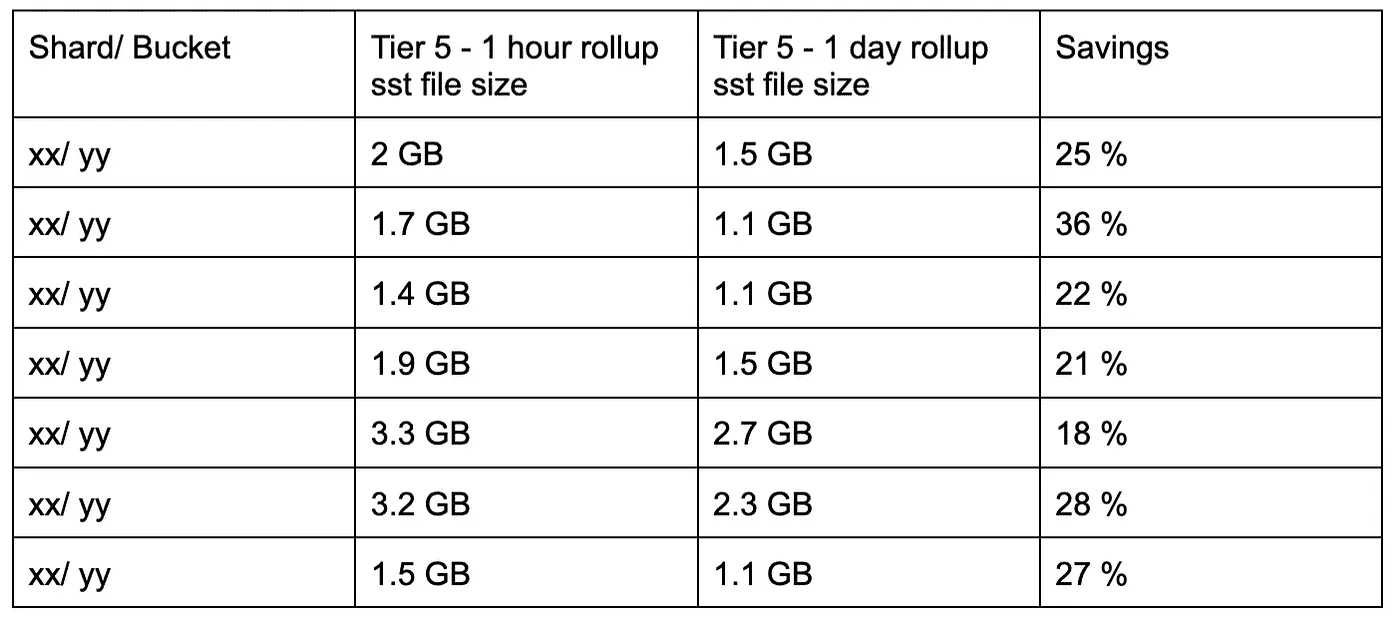 Shard/ Bucket
Tier 5 - 1 hour rollup
sst file size
Tier 5 - 1 day rollup
sst file size
Savings
xx/ yy
2 GB
1.5 GB
25 %
xx/ yy
1.7 GB
1.1 GB
36 %
xx/ yy
1.4 GB
1.1 GB
22 %
xx/ yy
1.9 GB
1.5 GB
21 %
xx/ yy
3.3 GB
2.7 GB
18 %
xx/ yy
3.2 GB
2.3 GB
28 %
xx/ yy
1.5 GB
1.1 GB
27 %